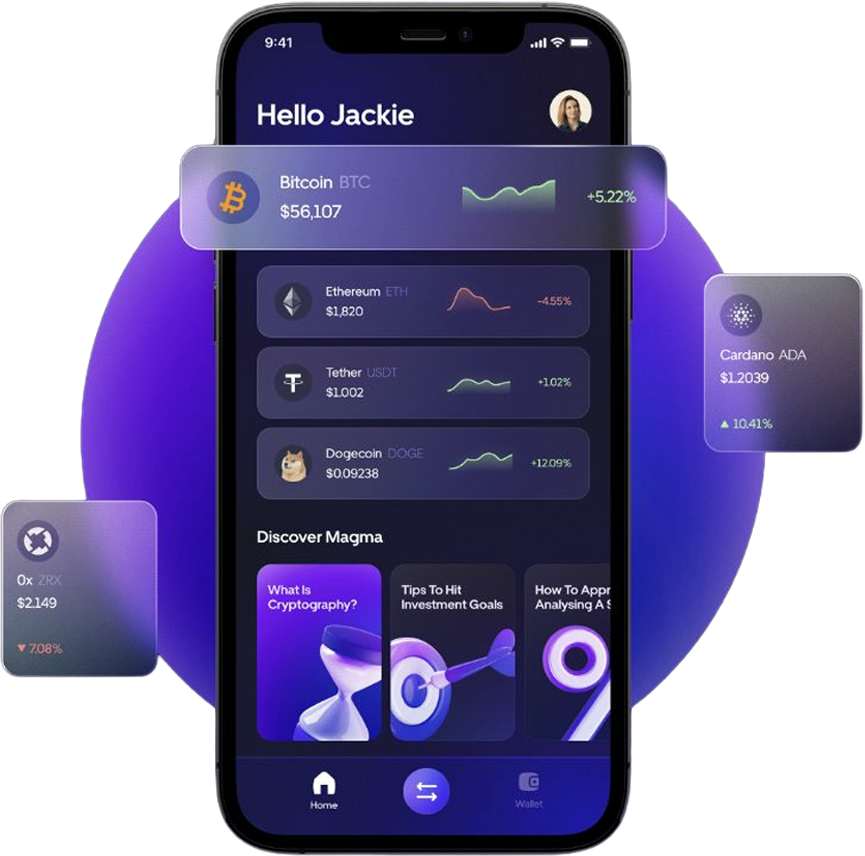 9:41
Hello Jackie
Bitcoin BTC
$56,107
+5.22%
Ethereum ETH
$1,820
-4.55%
Tether USDT
$1.002
+1.02%
Dogecoin DOGE
$0.09238
+12.09%
Cardano ADA
$1.2039
▲ 10.41%
0x ZRX
$2.149
▼ 7.08%
Discover Magma
What Is
Cryptography?
Tips To Hit
Investment Goals
How To Appr
Analysing A S
Home
Wallet